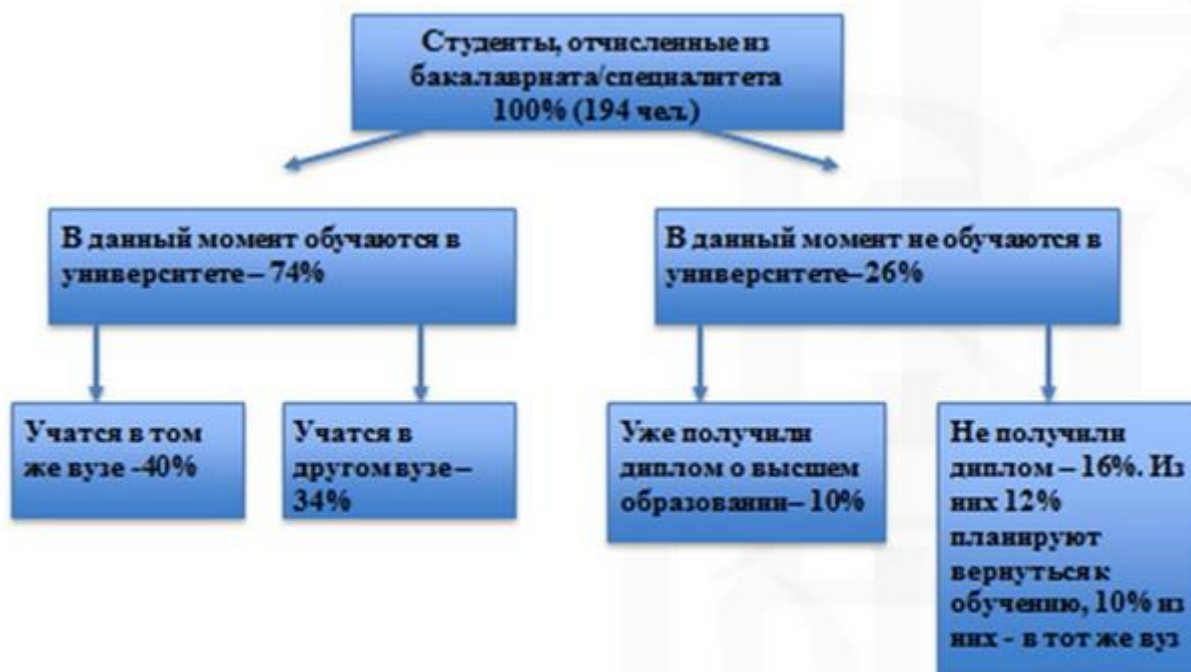 Студенты, отчисленные из
бакалавриата/специалитета
100% (194 чел.)
В данный момент обучаются в
университете– 74%
В данный момент не обучаются в
университете–26%
Учатся в том
же вузе -40%
Учатся в
другом вузе –
34%
Уже получили
диплом о высшем
образовании– 10%
Не получили
диплом – 16%. Из
них 12%
планируют
вернуться к
обучению, 10% из
них - в тот же вуз